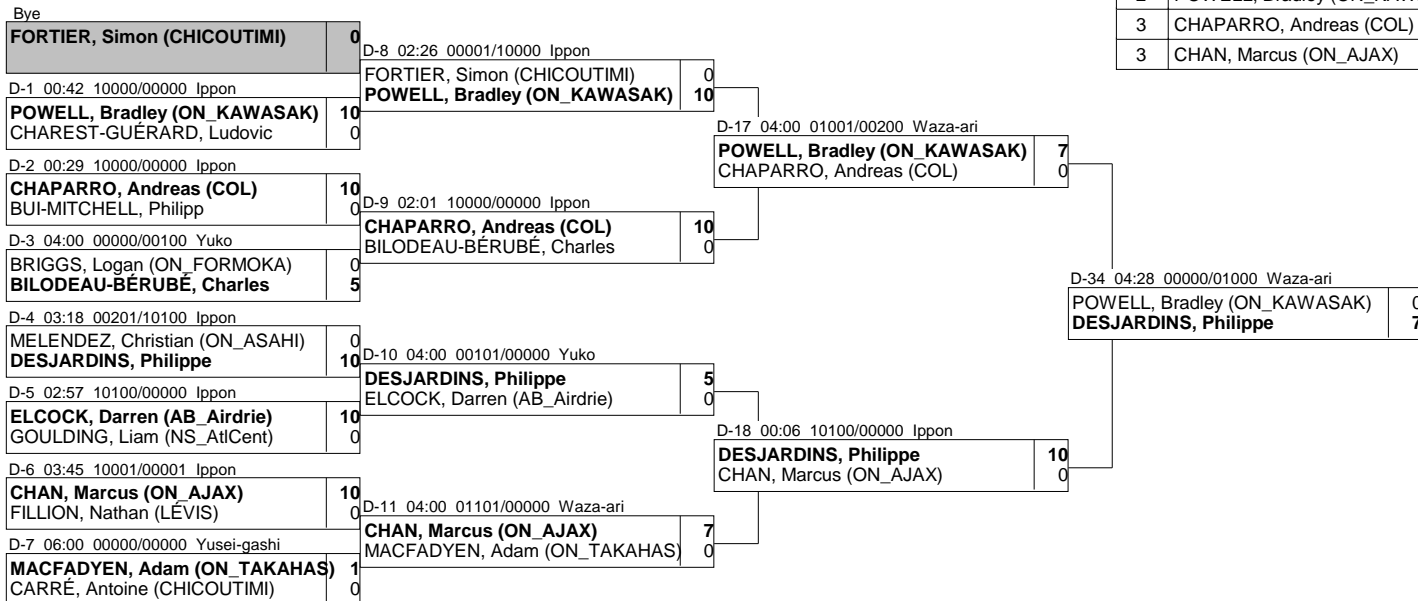 Bye
FORTIER, Simon (CHICOUTIMI) 0
D-1 00:42 10000/00000 Ippon
POWELL, Bradley (ON_KAWASAK) 10
CHAREST-GUÉRARD, Ludovic 0
D-2 00:29 10000/00000 Ippon
CHAPARRO, Andreas (COL) 10
BUI-MITCHELL, Philipp 0
D-3 04:00 00000/00100 Yuko
BRIGGS, Logan (ON_FORMOKA) 0
BILODEAU-BÉRUBÉ, Charles 5
D-4 03:18 00201/10100 Ippon
MELENDEZ, Christian (ON_ASAHI) 0
DESJARDINS, Philippe 10
D-5 02:57 10100/00000 Ippon
ELCOCK, Darren (AB_Airdrie) 10
GOULDING, Liam (NS_AtlCent) 0
D-6 03:45 10001/00001 Ippon
CHAN, Marcus (ON_AJAX) 10
FILLION, Nathan (LÉVIS) 0
D-7 06:00 00000/00000 Yusei-gashi
MACFADYEN, Adam (ON_TAKAHAS) 1
CARRÉ, Antoine (CHICOUTIMI) 0
D-8 02:26 00001/10000 Ippon
FORTIER, Simon (CHICOUTIMI) 0
POWELL, Bradley (ON_KAWASAK) 10
D-9 02:01 10000/00000 Ippon
CHAPARRO, Andreas (COL) 10
BILODEAU-BÉRUBÉ, Charles 0
D-10 04:00 00101/00000 Yuko
DESJARDINS, Philippe 5
ELCOCK, Darren (AB_Airdrie) 0
D-11 04:00 01101/00000 Waza-ari
CHAN, Marcus (ON_AJAX) 7
MACFADYEN, Adam (ON_TAKAHAS) 0
D-17 04:00 01001/00200 Waza-ari
POWELL, Bradley (ON_KAWASAK) 7
CHAPARRO, Andreas (COL) 0
D-18 00:06 10100/00000 Ippon
DESJARDINS, Philippe 10
CHAN, Marcus (ON_AJAX) 0
D-34 04:28 00000/01000 Waza-ari
POWELL, Bradley (ON_KAWASAK) 0
DESJARDINS, Philippe 7
2 POWELL, Bradley
3 CHAPARRO, Andreas (COL)
3 CHAN, Marcus (ON_AJAX)